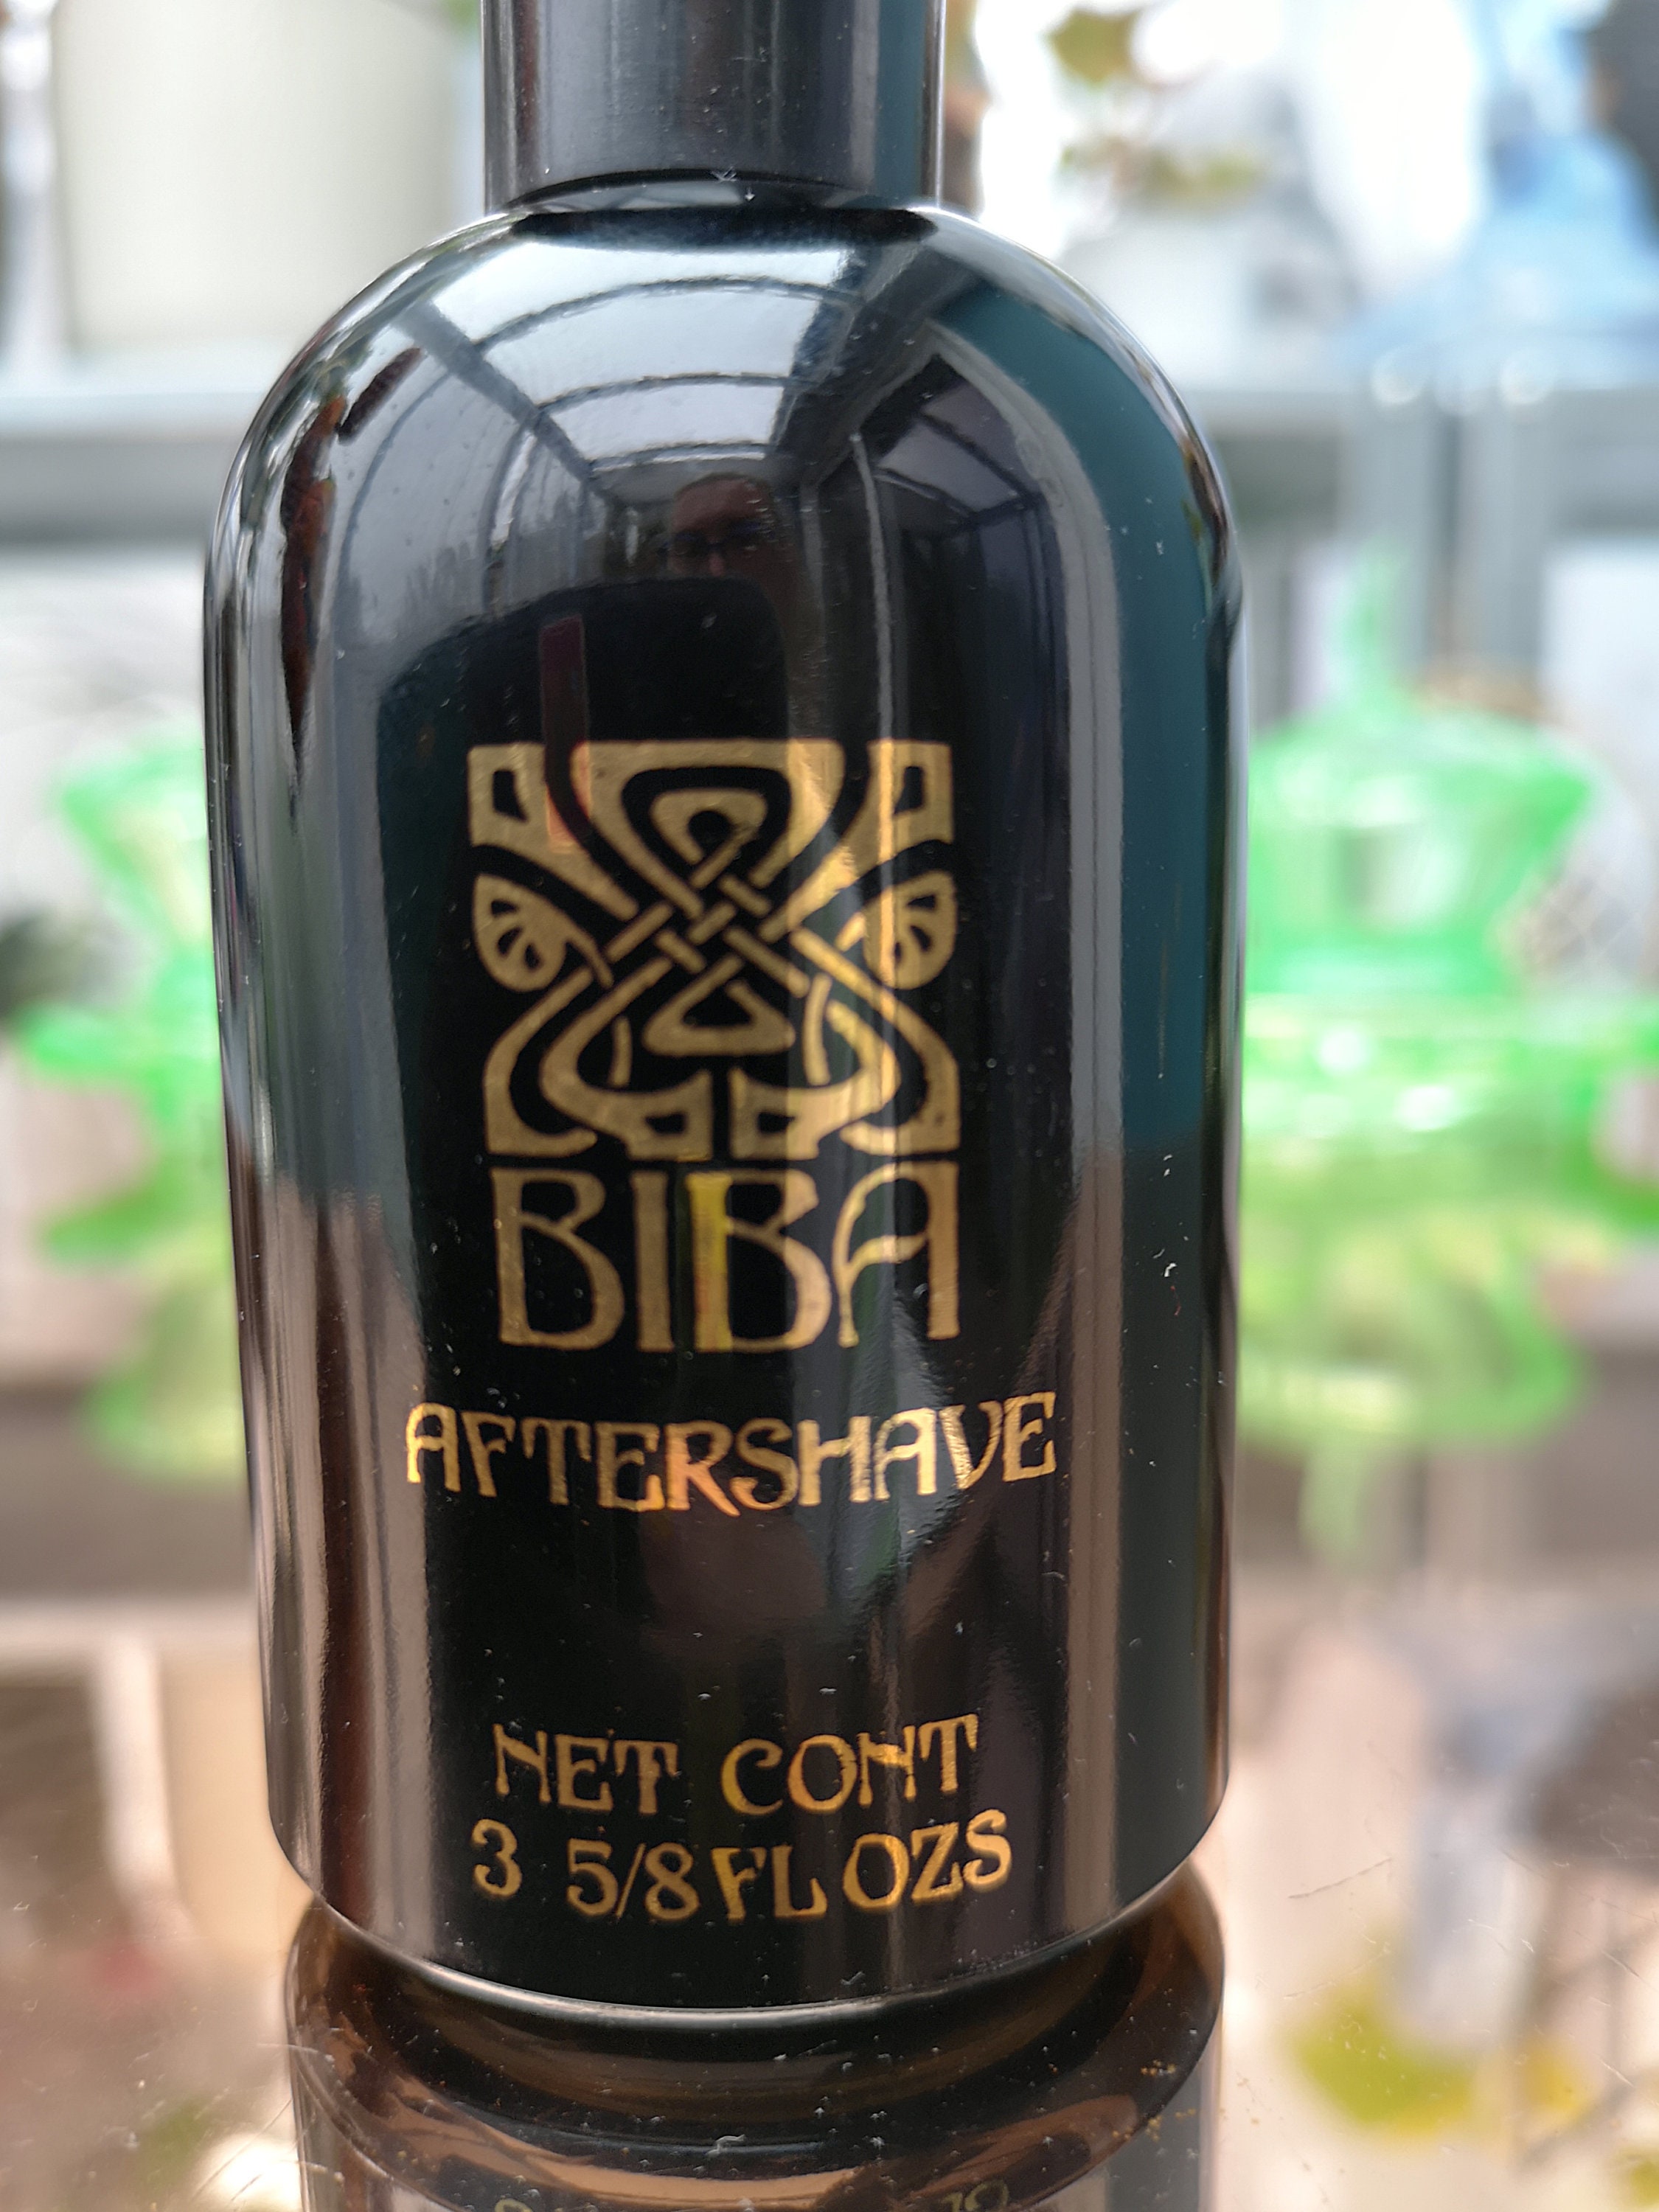 BIBA
AFTERSHAVE
NET CONT
3 5/8 FL OZS